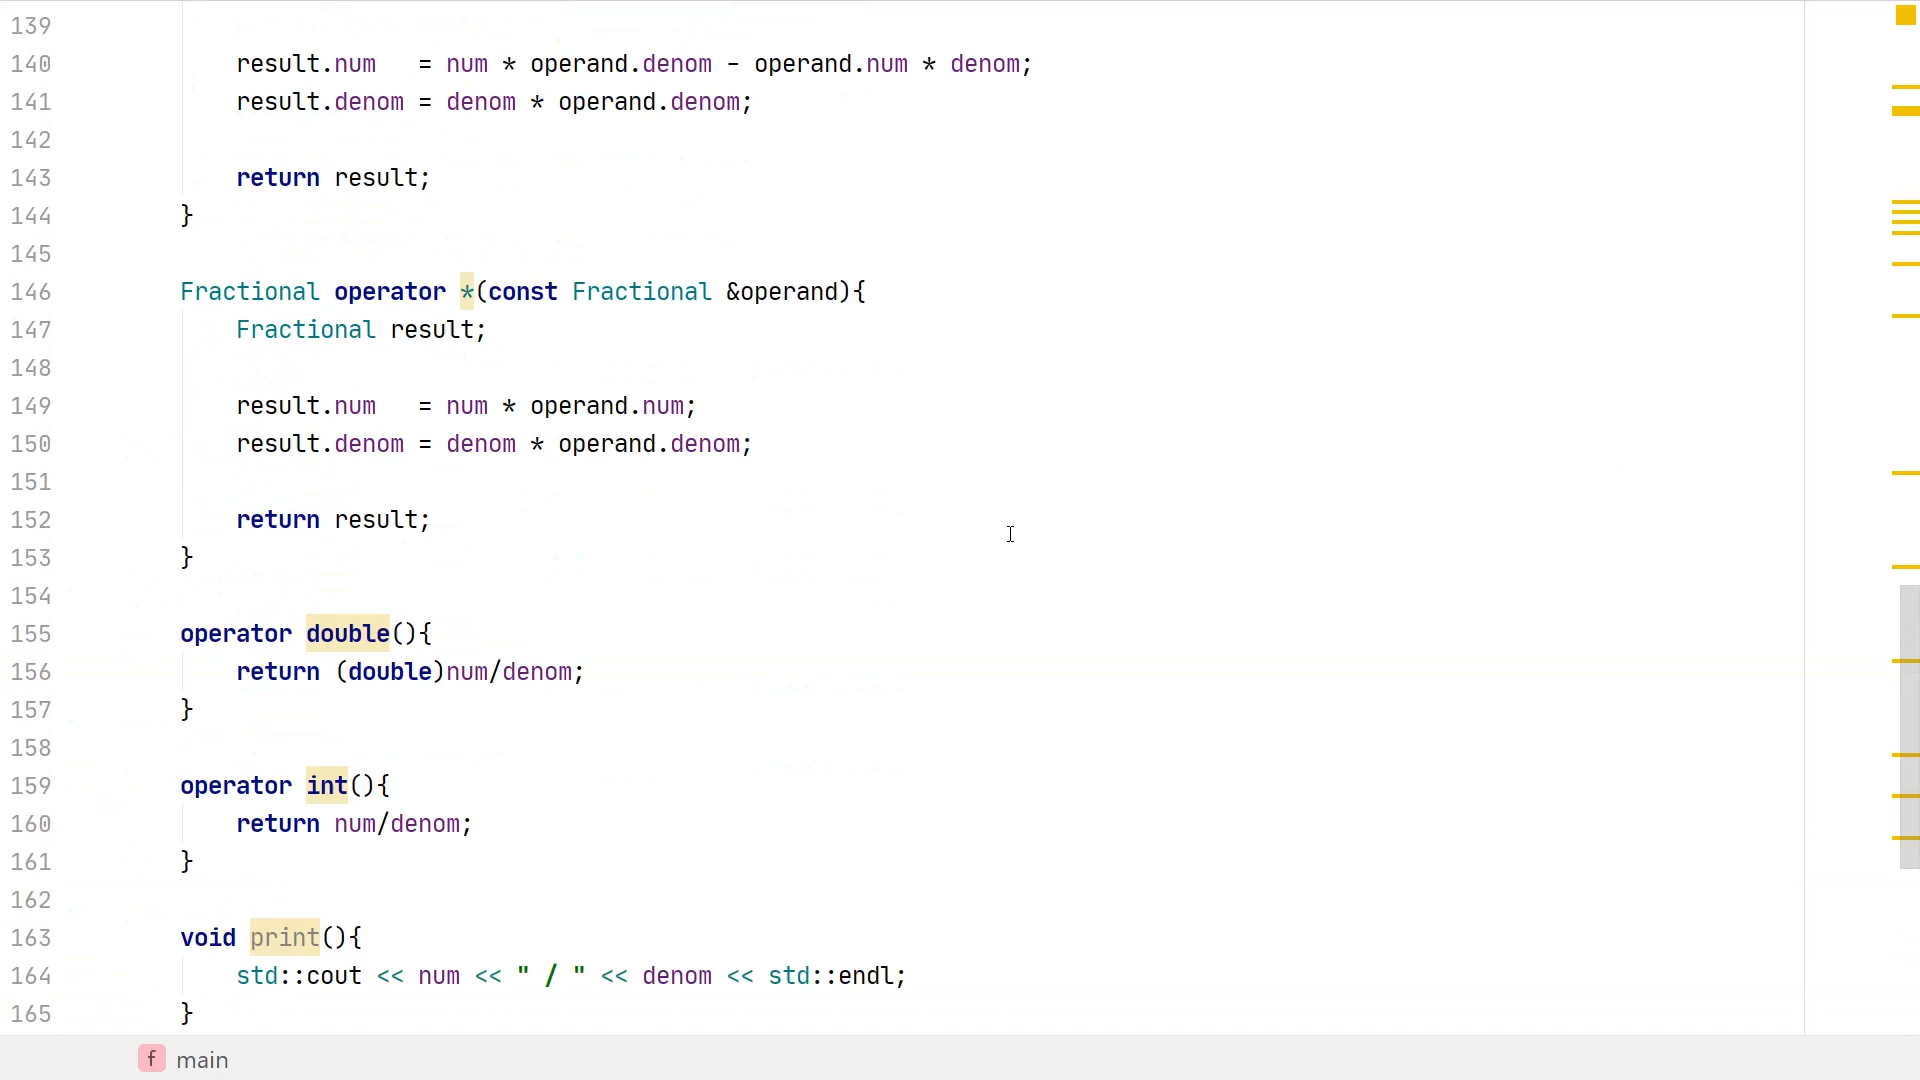 139
140 result.num   = num * operand.denom - operand.num * denom;
141 result.denom = denom * operand.denom;
142
143 return result;
144 }
145
146 Fractional operator *(const Fractional &operand){
147 Fractional result;
148
149 result.num   = num * operand.num;
150 result.denom = denom * operand.denom;
151
152 return result;
153 }
154
155 operator double(){
156 return (double)num/denom;
157 }
158
159 operator int(){
160 return num/denom;
161 }
162
163 void print(){
164 std::cout << num << " / " << denom << std::endl;
165 }
f main